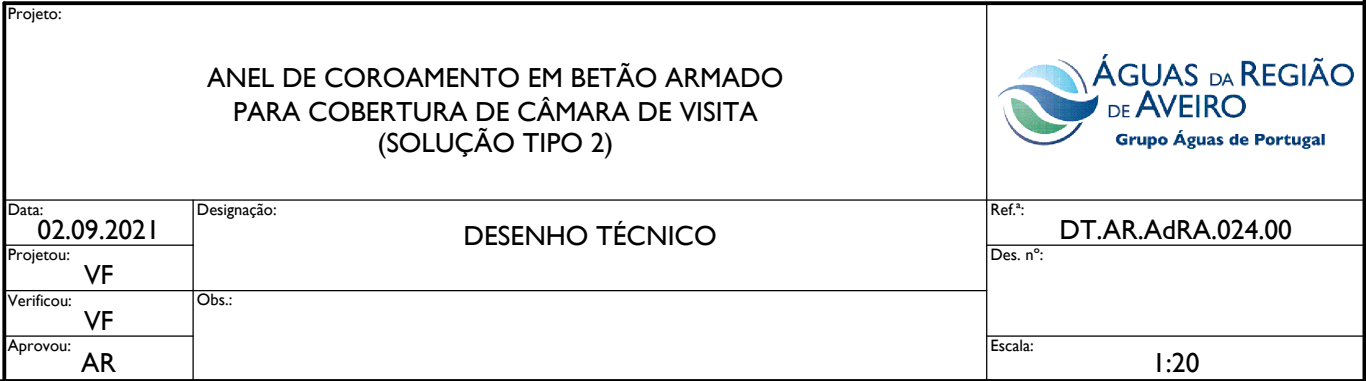 Projeto:
ANEL DE COROAMENTO EM BETÃO ARMADO
PARA COBERTURA DE CÂMARA DE VISITA
(SOLUÇÃO TIPO 2)
ÁGUAS DA REGIÃO
DE AVEIRO
Grupo Águas de Portugal
Data:
02.09.2021
Designação:
DESENHO TÉCNICO
Ref.ª:
DT.AR.AdRA.024.00
Projetou:
VF
Des. nº:
Verificou:
VF
Obs.:
Aprovou:
AR
Escala:
1:20